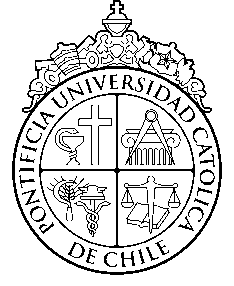 PONTIFICIA UNIVERSIDAD CATOLICA
DE CHILE